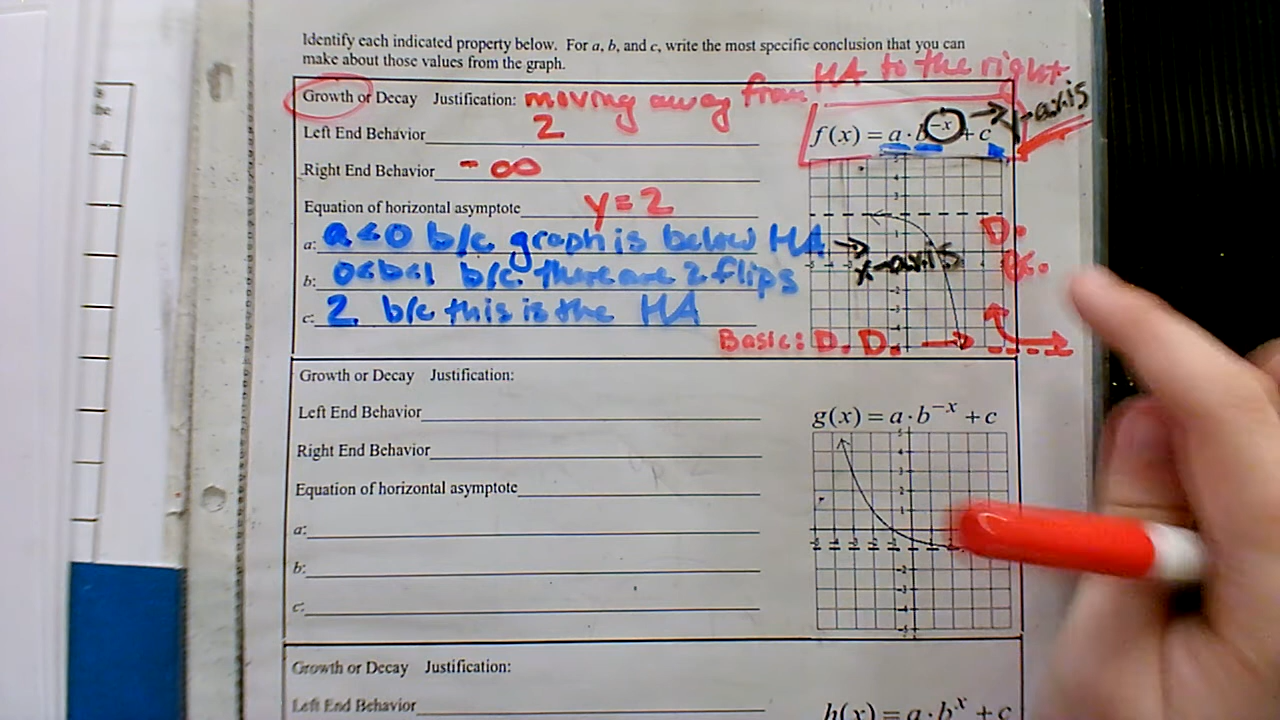 Identify each indicated property below. For a, b, and c, write the most specific conclusion that you can
make about those values from the graph.
Growth or Decay Justification: moving away from HA to the right
Left End Behavior 2
Right End Behavior -∞
Equation of horizontal asymptote y=2
a: a<0 b/c graph is below HA
b: 0<b<1 b/c there are 2 flips
c: 2 b/c this is the HA
f(x) = a · b^-x + c → y-axis
→ x-axis
D.
Basic: D. D. →
Growth or Decay Justification:
Left End Behavior
Right End Behavior
Equation of horizontal asymptote
a:
b:
c:
g(x) = a · b^-x + c
Growth or Decay Justification:
Left End Behavior
h(x) = a · b^x + c